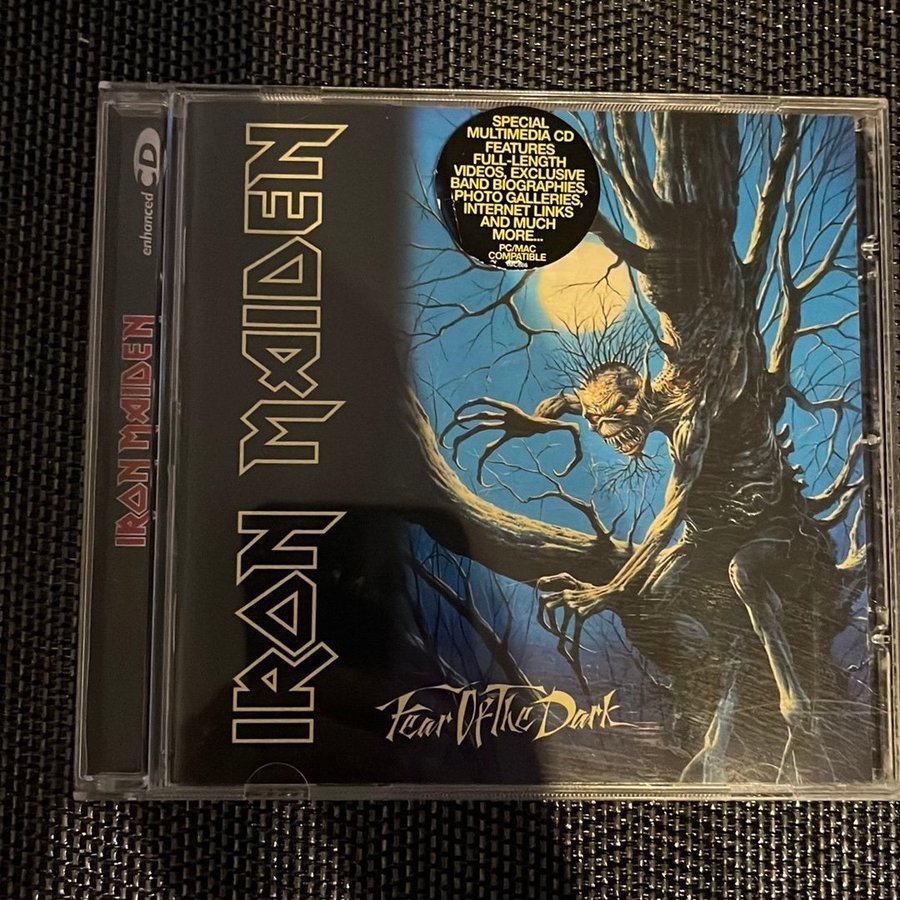 enhanced CD
IRON MAIDEN
IRON MAIDEN
SPECIAL
MULTIMEDIA CD
FEATURES
FULL-LENGTH
VIDEOS, EXCLUSIVE
BAND BIOGRAPHIES,
PHOTO GALLERIES,
INTERNET LINKS
AND MUCH
MORE...
PC/MAC
COMPATIBLE
Fear Of The Dark